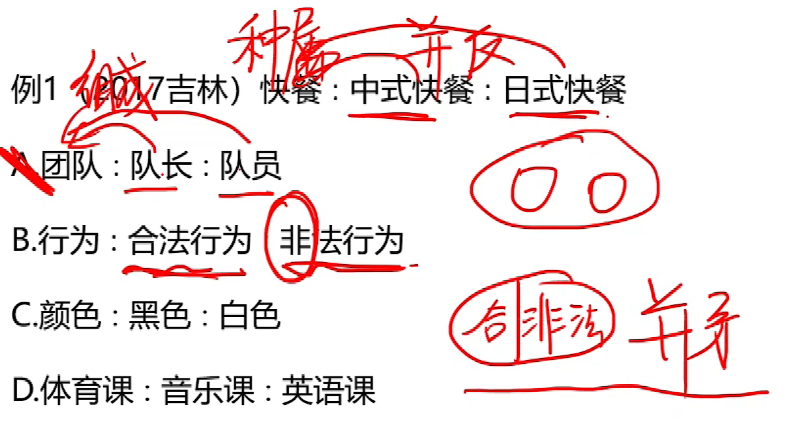 种属 并反
组成
例1（2017吉林）快餐：中式快餐：日式快餐
A.团队：队长：队员
B.行为：合法行为 非法行为
合 非法 并矛
C.颜色：黑色：白色
D.体育课：音乐课：英语课